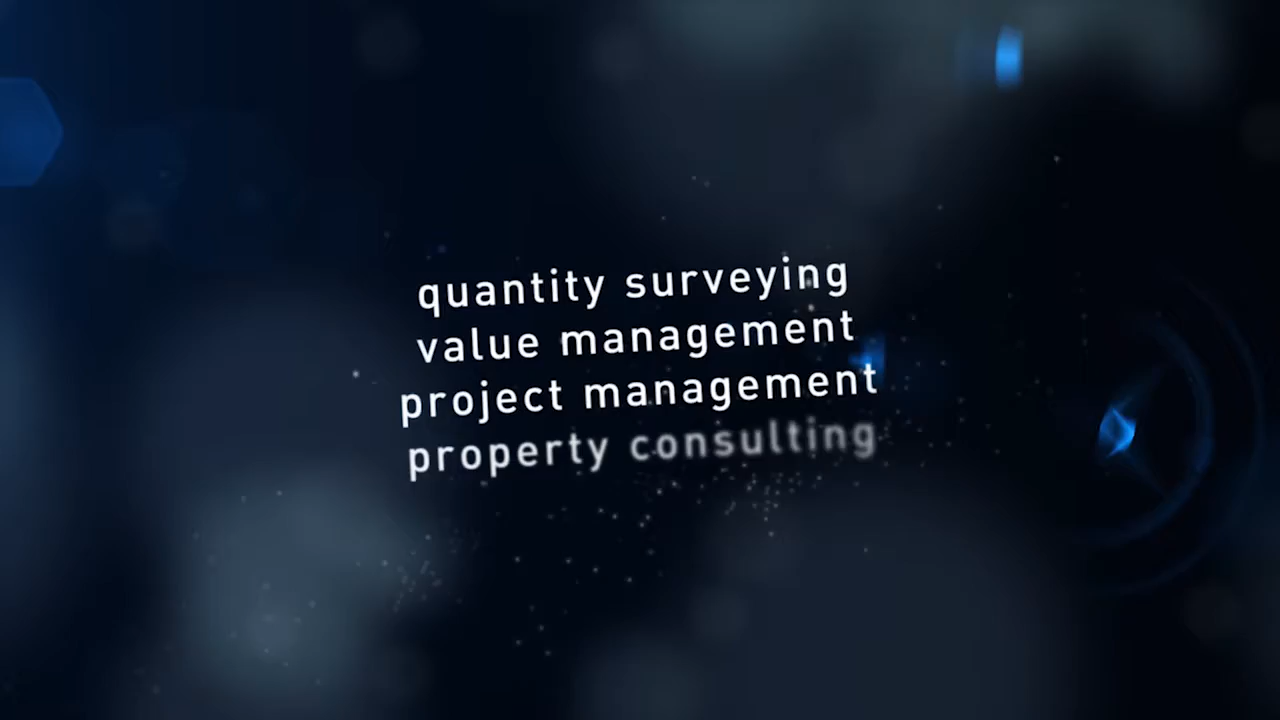 quantity surveying
value management
project management
property consulting